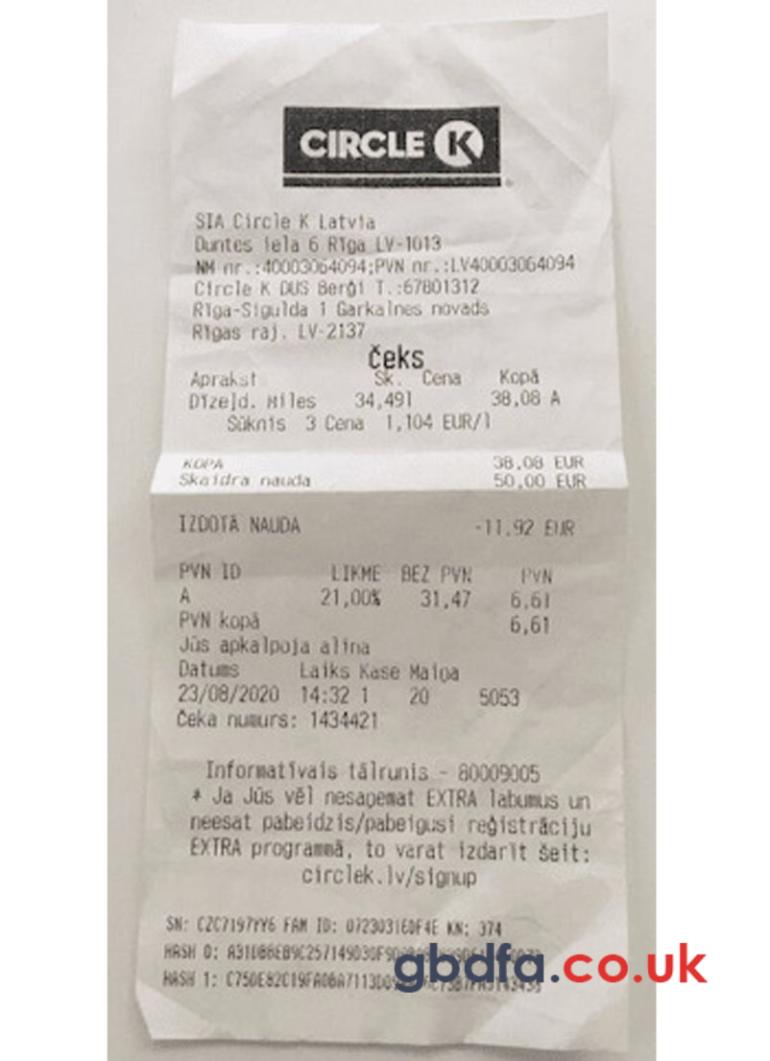 CIRCLE K
SIA Circle K Latvia
Duntes iela 6 Rīga LV-1013
NM nr.:40003064094;PVN nr.:LV40003064094
Circle K DUS Berģi T.:67801312
Rīga-Sigulda 1 Garkalnes novads
Rīgas raj. LV-2137
Čeks
Aprakst Sk. Cena Kopā
Dīzeļd. Miles 34,491 38,08 A
Sūknis 3 Cena 1,104 EUR/l
KOPĀ 38,08 EUR
Skaidra nauda 50,00 EUR
IZDOTĀ NAUDA -11,92 EUR
PVN ID LIKME BEZ PVN PVN
A 21,00% 31,47 6,61
PVN kopā 6,61
Jūs apkalpoja alina
Datums Laiks Kase Maiņa
23/08/2020 14:32 1 20 5053
Čeka numurs: 1434421
Informatīvais tālrunis - 80009005
* Ja Jūs vēl nesaņemat EXTRA labumus un
neesat pabeidzis/pabeigusi reģistrāciju
EXTRA programmā, to varat izdarīt šeit:
circlek.lv/signup
SN: CZC7197YY6 FAM ID: 07230316DF4E KN: 374
HASH 0:
HASH 1:
gbdfa.co.uk